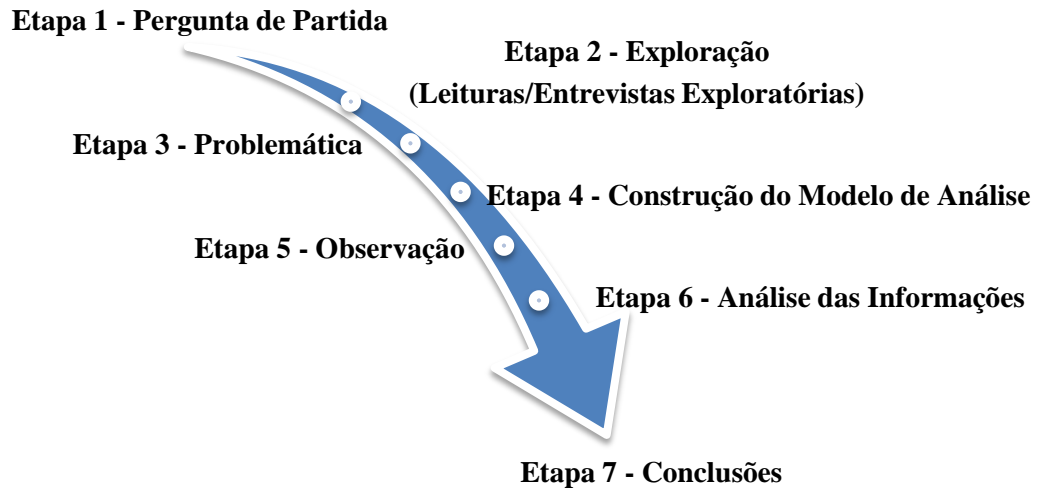 Etapa 1 - Pergunta de Partida
Etapa 2 - Exploração
(Leituras/Entrevistas Exploratórias)
Etapa 3 - Problemática
Etapa 4 - Construção do Modelo de Análise
Etapa 5 - Observação
Etapa 6 - Análise das Informações
Etapa 7 - Conclusões